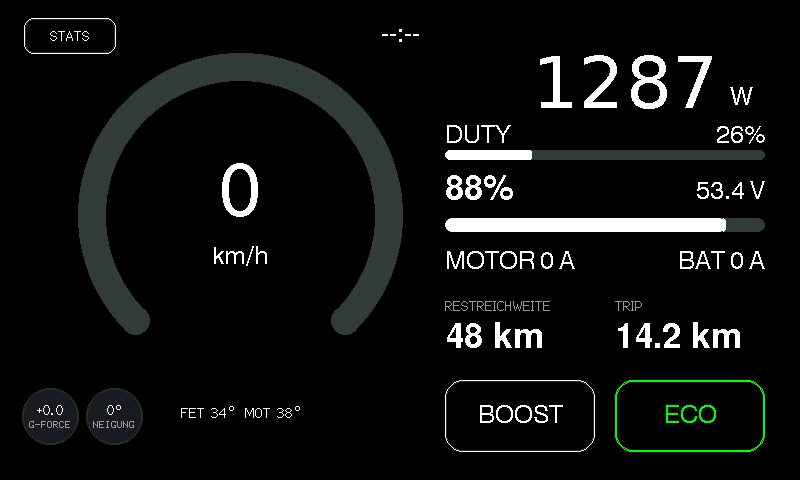 STATS
--:--
1287 W
DUTY 26%
88% 53.4 V
0
km/h
MOTOR 0 A BAT 0 A
RESTREICHWEITE TRIP
48 km 14.2 km
+0.0
G-FORCE
0°
NEIGUNG
FET 34° MOT 38°
BOOST
ECO